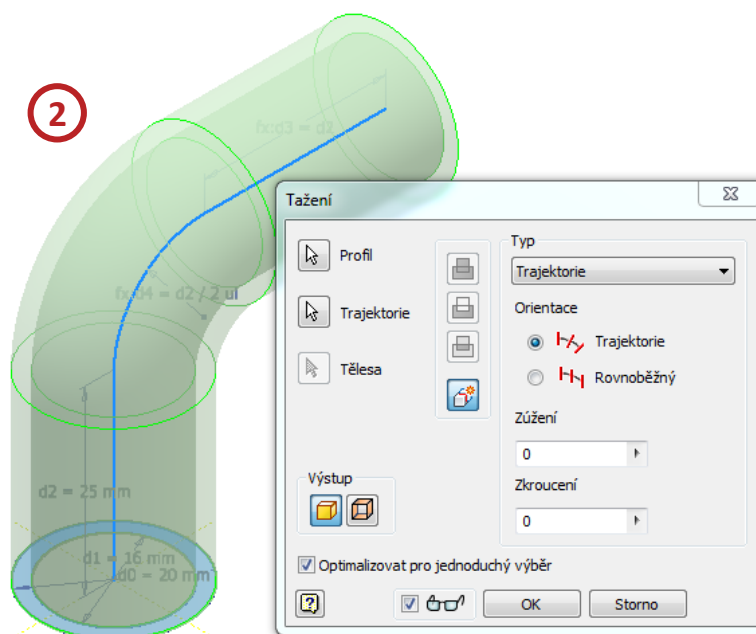 2
fx:d3 = d2
fx:d4 = d2 / 2 ul
d2 = 25 mm
d1 = 16 mm
d0 = 20 mm
Tažení
Profil
Trajektorie
Tělesa
Výstup
Typ
Trajektorie
Orientace
Trajektorie
Rovnoběžný
Zúžení
0
Zkroucení
0
Optimalizovat pro jednoduchý výběr
OK
Storno